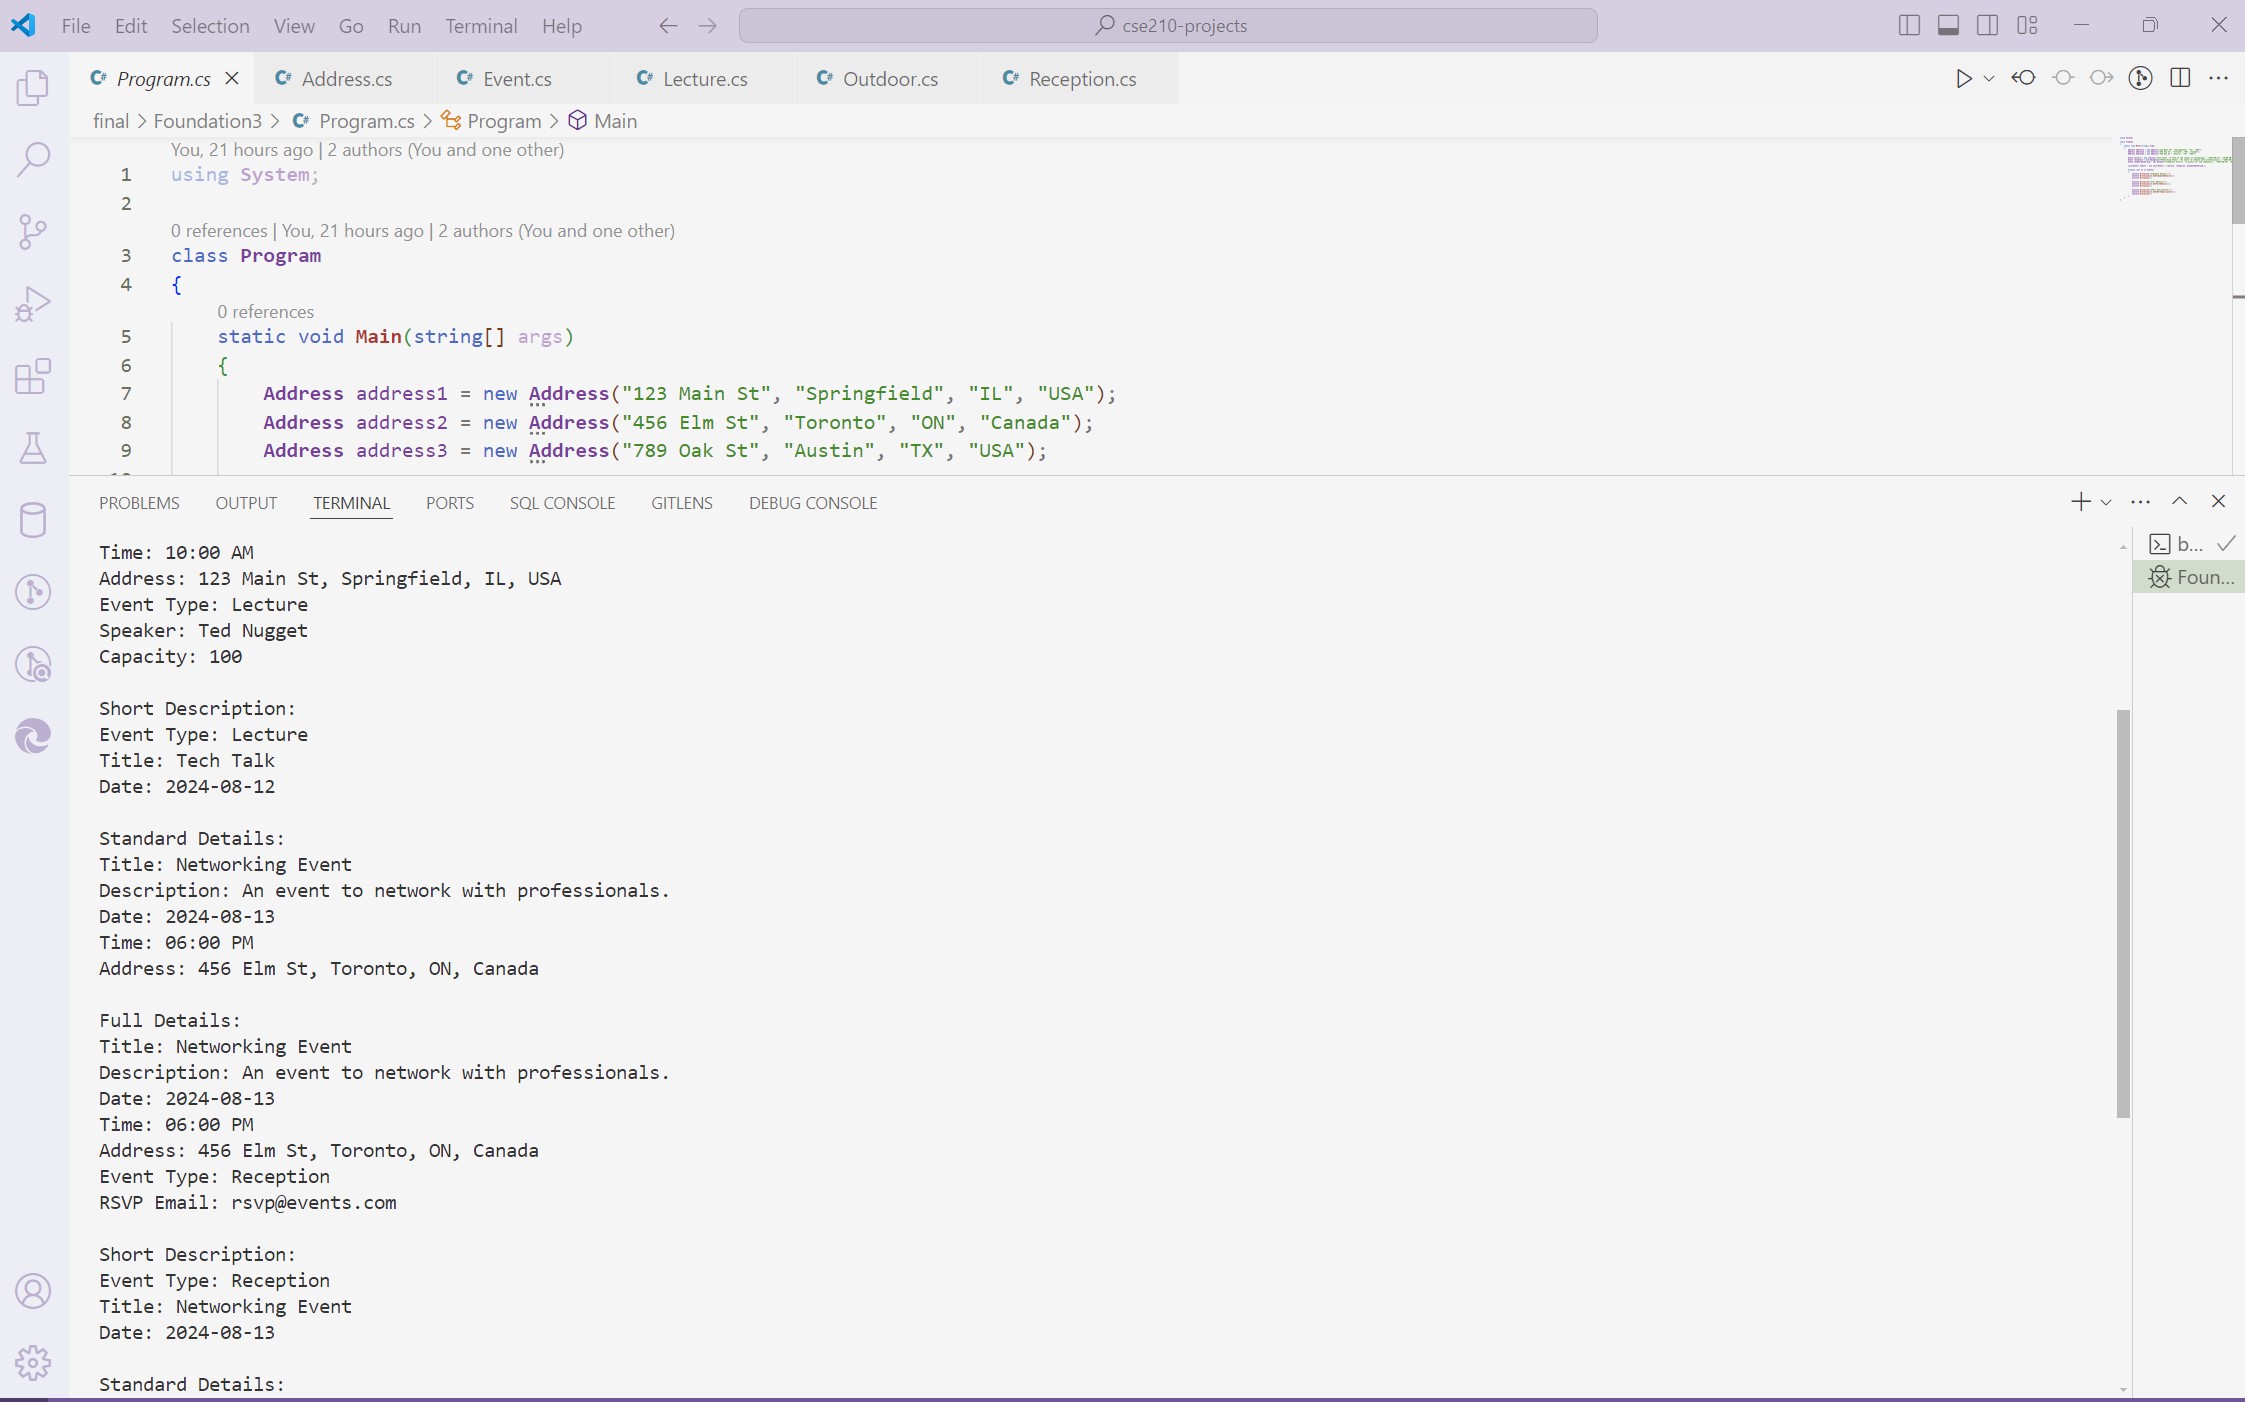 File Edit Selection View Go Run Terminal Help
cse210-projects
Program.cs Address.cs Event.cs Lecture.cs Outdoor.cs Reception.cs
final > Foundation3 > Program.cs > Program > Main
You, 21 hours ago | 2 authors (You and one other)
1 using System;
2
0 references | You, 21 hours ago | 2 authors (You and one other)
3 class Program
4 {
0 references
5 static void Main(string[] args)
6 {
7 Address address1 = new Address("123 Main St", "Springfield", "IL", "USA");
8 Address address2 = new Address("456 Elm St", "Toronto", "ON", "Canada");
9 Address address3 = new Address("789 Oak St", "Austin", "TX", "USA");
PROBLEMS OUTPUT TERMINAL PORTS SQL CONSOLE GITLENS DEBUG CONSOLE
b...
Foun...
Time: 10:00 AM
Address: 123 Main St, Springfield, IL, USA
Event Type: Lecture
Speaker: Ted Nugget
Capacity: 100
Short Description:
Event Type: Lecture
Title: Tech Talk
Date: 2024-08-12
Standard Details:
Title: Networking Event
Description: An event to network with professionals.
Date: 2024-08-13
Time: 06:00 PM
Address: 456 Elm St, Toronto, ON, Canada
Full Details:
Title: Networking Event
Description: An event to network with professionals.
Date: 2024-08-13
Time: 06:00 PM
Address: 456 Elm St, Toronto, ON, Canada
Event Type: Reception
RSVP Email: rsvp@events.com
Short Description:
Event Type: Reception
Title: Networking Event
Date: 2024-08-13
Standard Details: